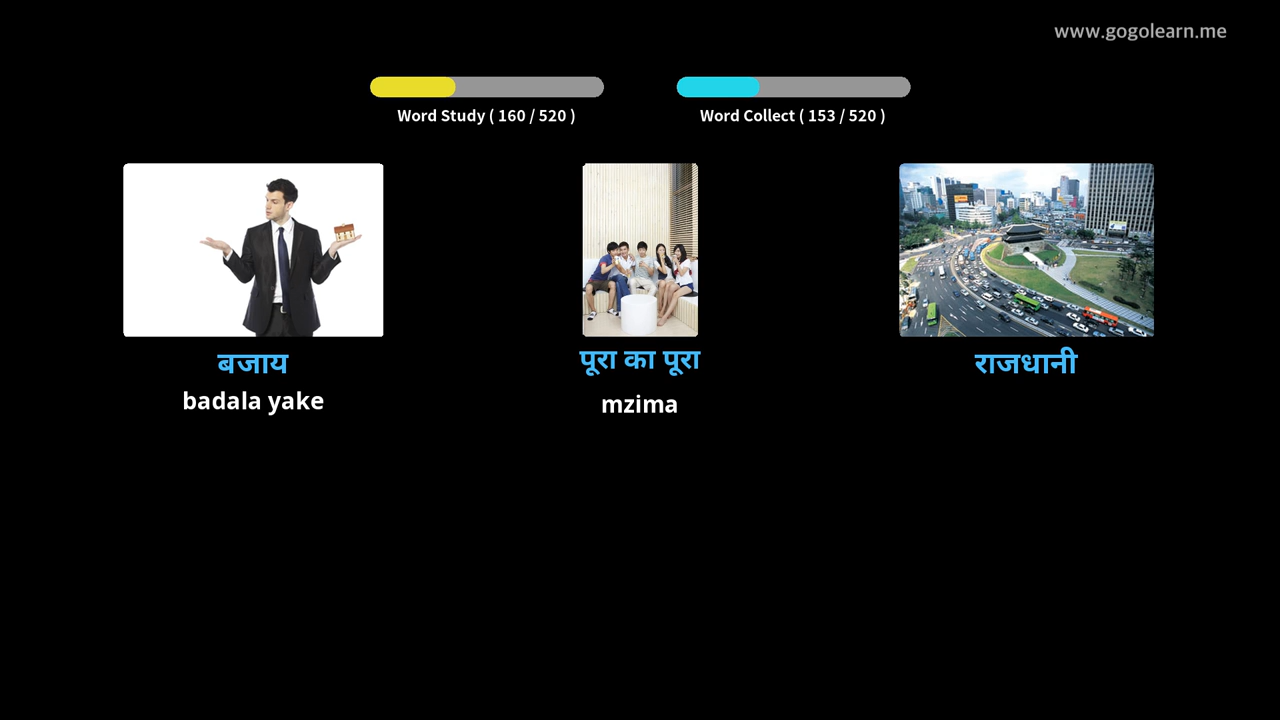 www.gogolearn.me
Word Study ( 160 / 520 )
Word Collect ( 153 / 520 )
बजाय
badala yake
पूरा का पूरा
mzima
राजधानी